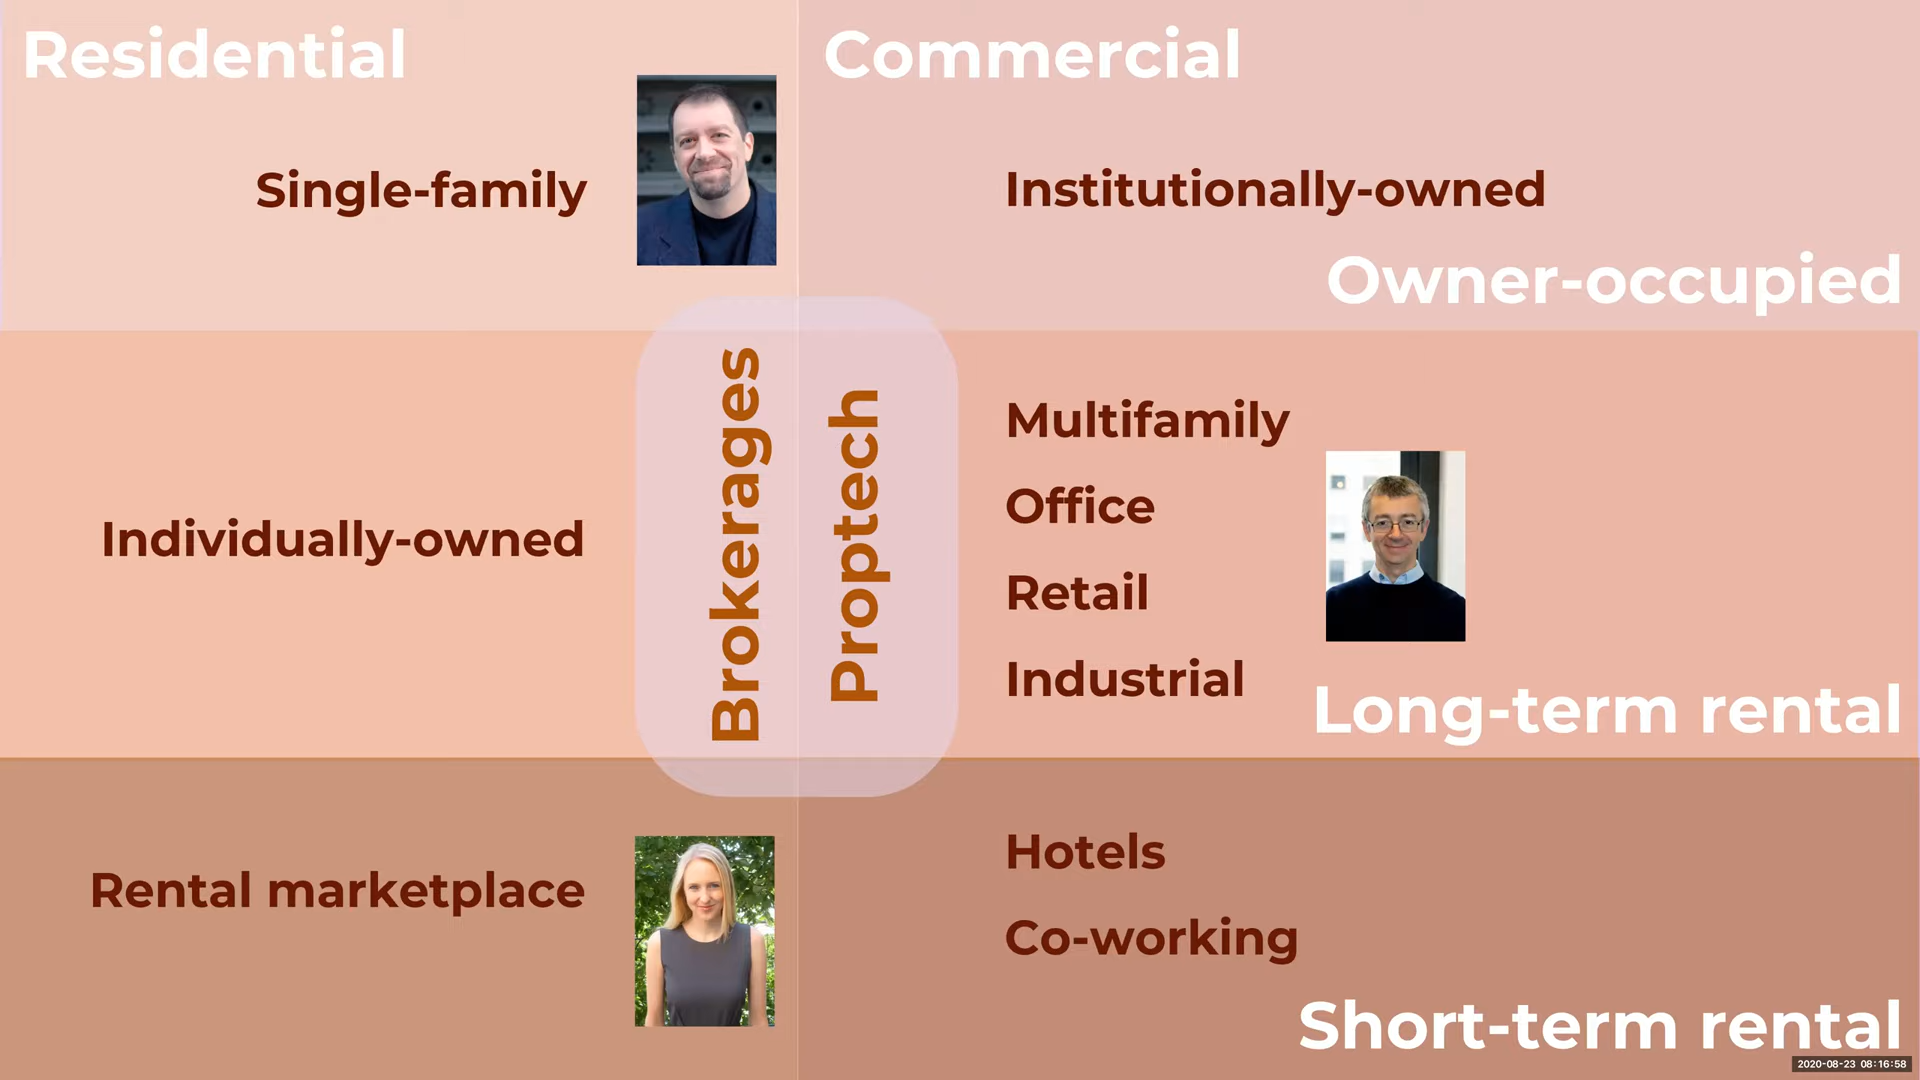 Residential
Commercial
Single-family
Institutionally-owned
Owner-occupied
Brokerages
Proptech
Individually-owned
Multifamily
Office
Retail
Industrial
Long-term rental
Rental marketplace
Hotels
Co-working
Short-term rental
2020-08-23 08:16:58